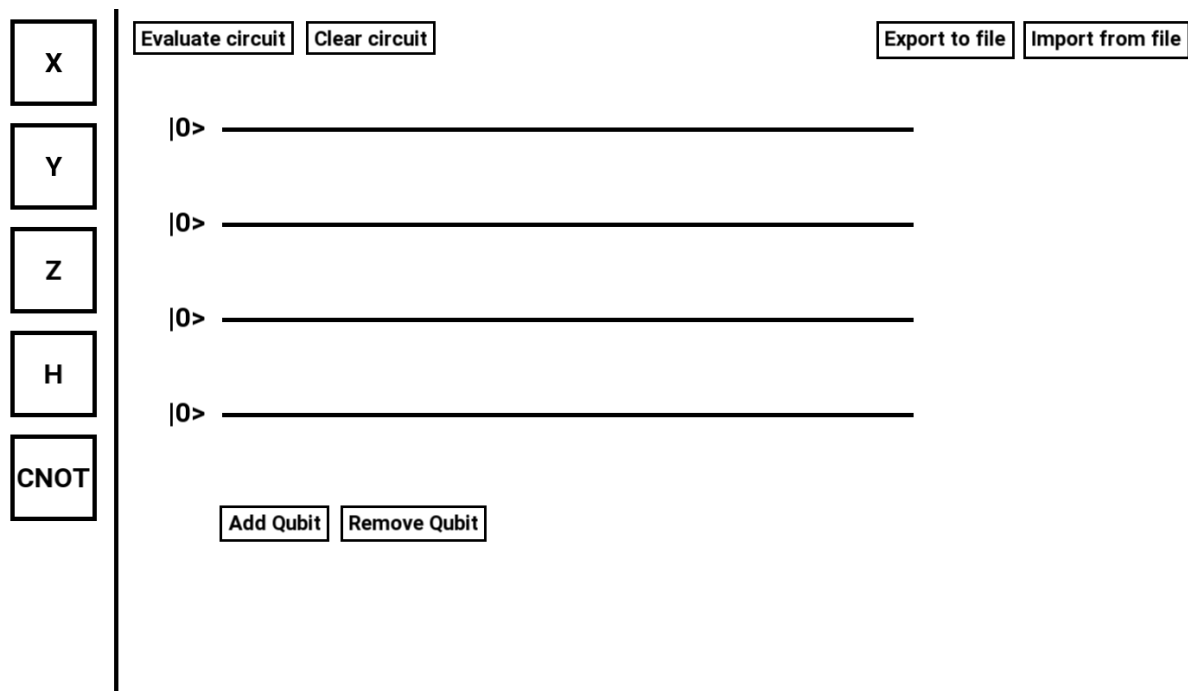 X
Y
Z
H
CNOT
Evaluate circuit Clear circuit Export to file Import from file
|0>
|0>
|0>
|0>
Add Qubit Remove Qubit